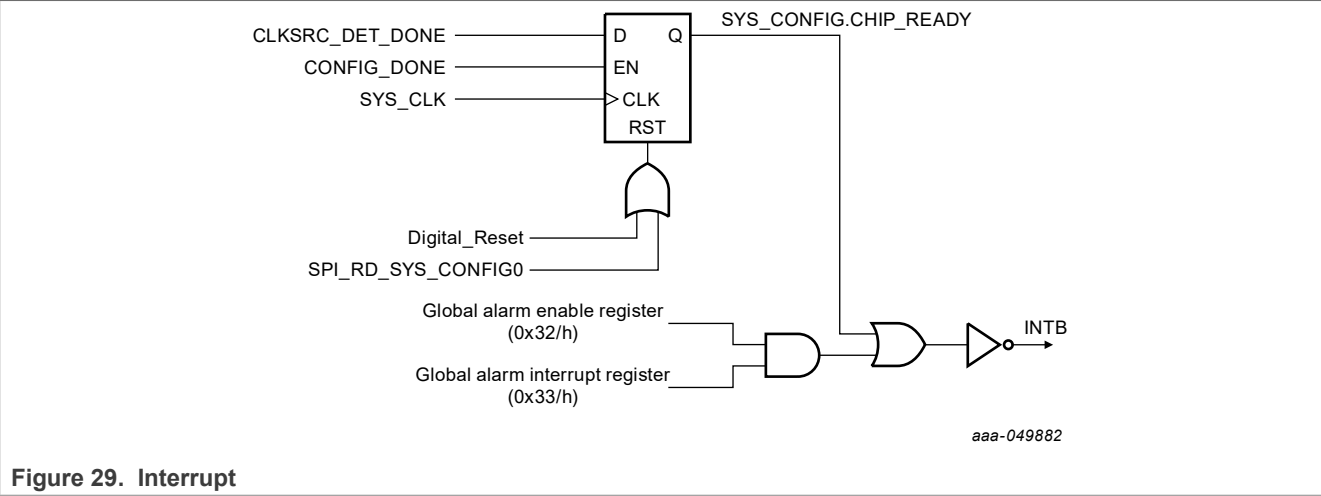 SYS_CONFIG.CHIP_READY
CLKSRC_DET_DONE
D
Q
CONFIG_DONE
EN
SYS_CLK
CLK
RST
Digital_Reset
SPI_RD_SYS_CONFIG0
Global alarm enable register
(0x32/h)
INTB
Global alarm interrupt register
(0x33/h)
aaa-049882
Figure 29. Interrupt